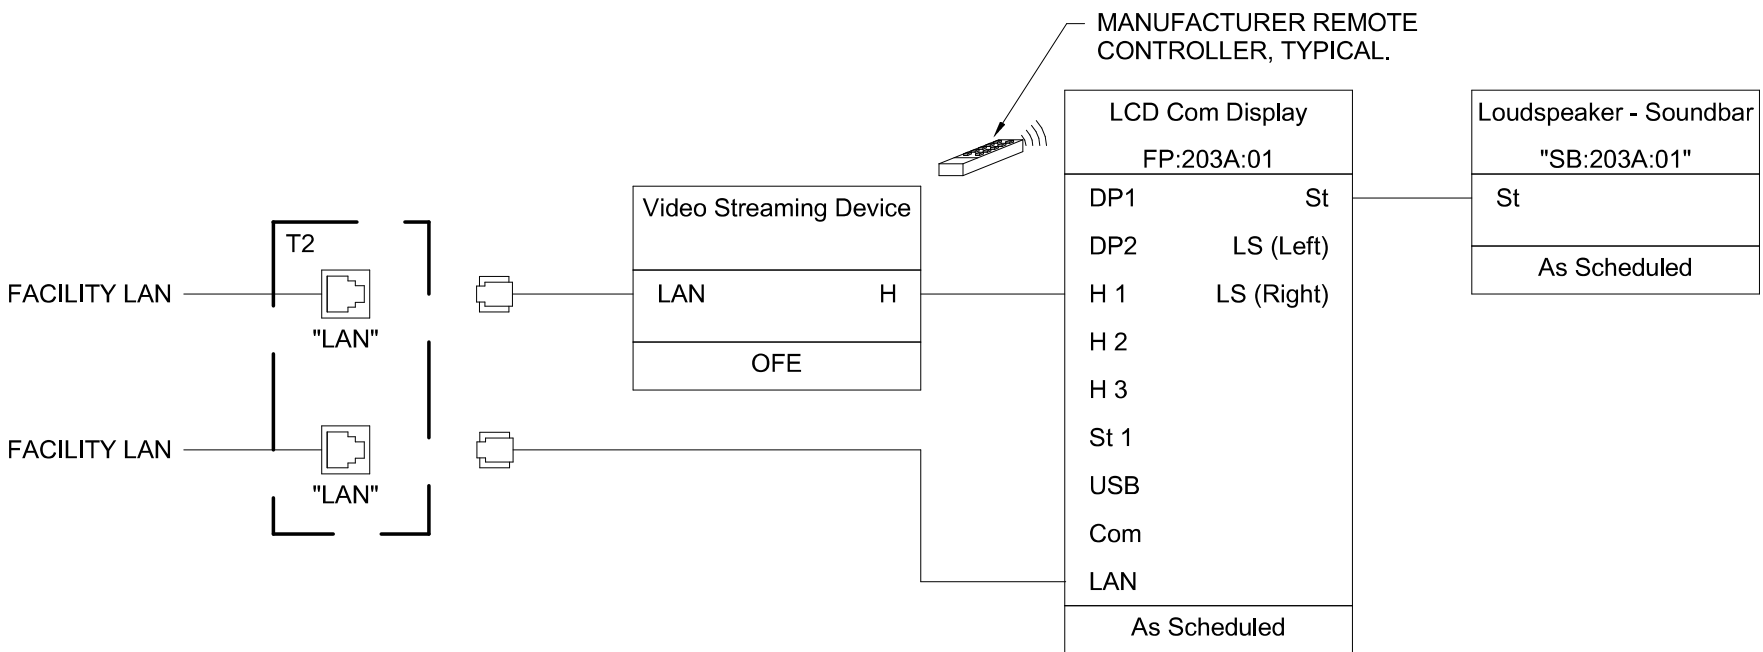 MANUFACTURER REMOTE
CONTROLLER, TYPICAL.
LCD Com Display
FP:203A:01
Loudspeaker - Soundbar
"SB:203A:01"
DP1 St
St
Video Streaming Device
DP2 LS (Left)
T2
As Scheduled
FACILITY LAN
LAN H
H 1 LS (Right)
"LAN"
H 2
OFE
H 3
St 1
FACILITY LAN
"LAN"
USB
Com
LAN
As Scheduled